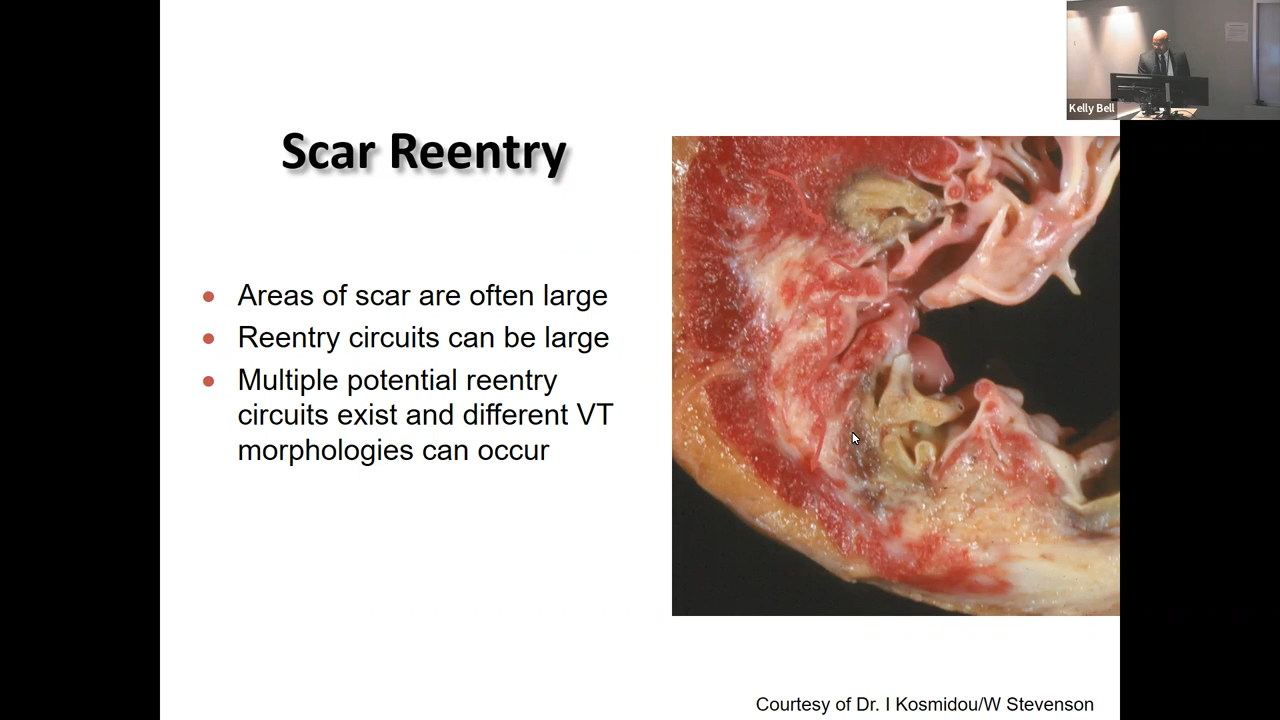 Kelly Bell
Scar Reentry
Areas of scar are often large
Reentry circuits can be large
Multiple potential reentry
circuits exist and different VT
morphologies can occur
Courtesy of Dr. I Kosmidou/W Stevenson